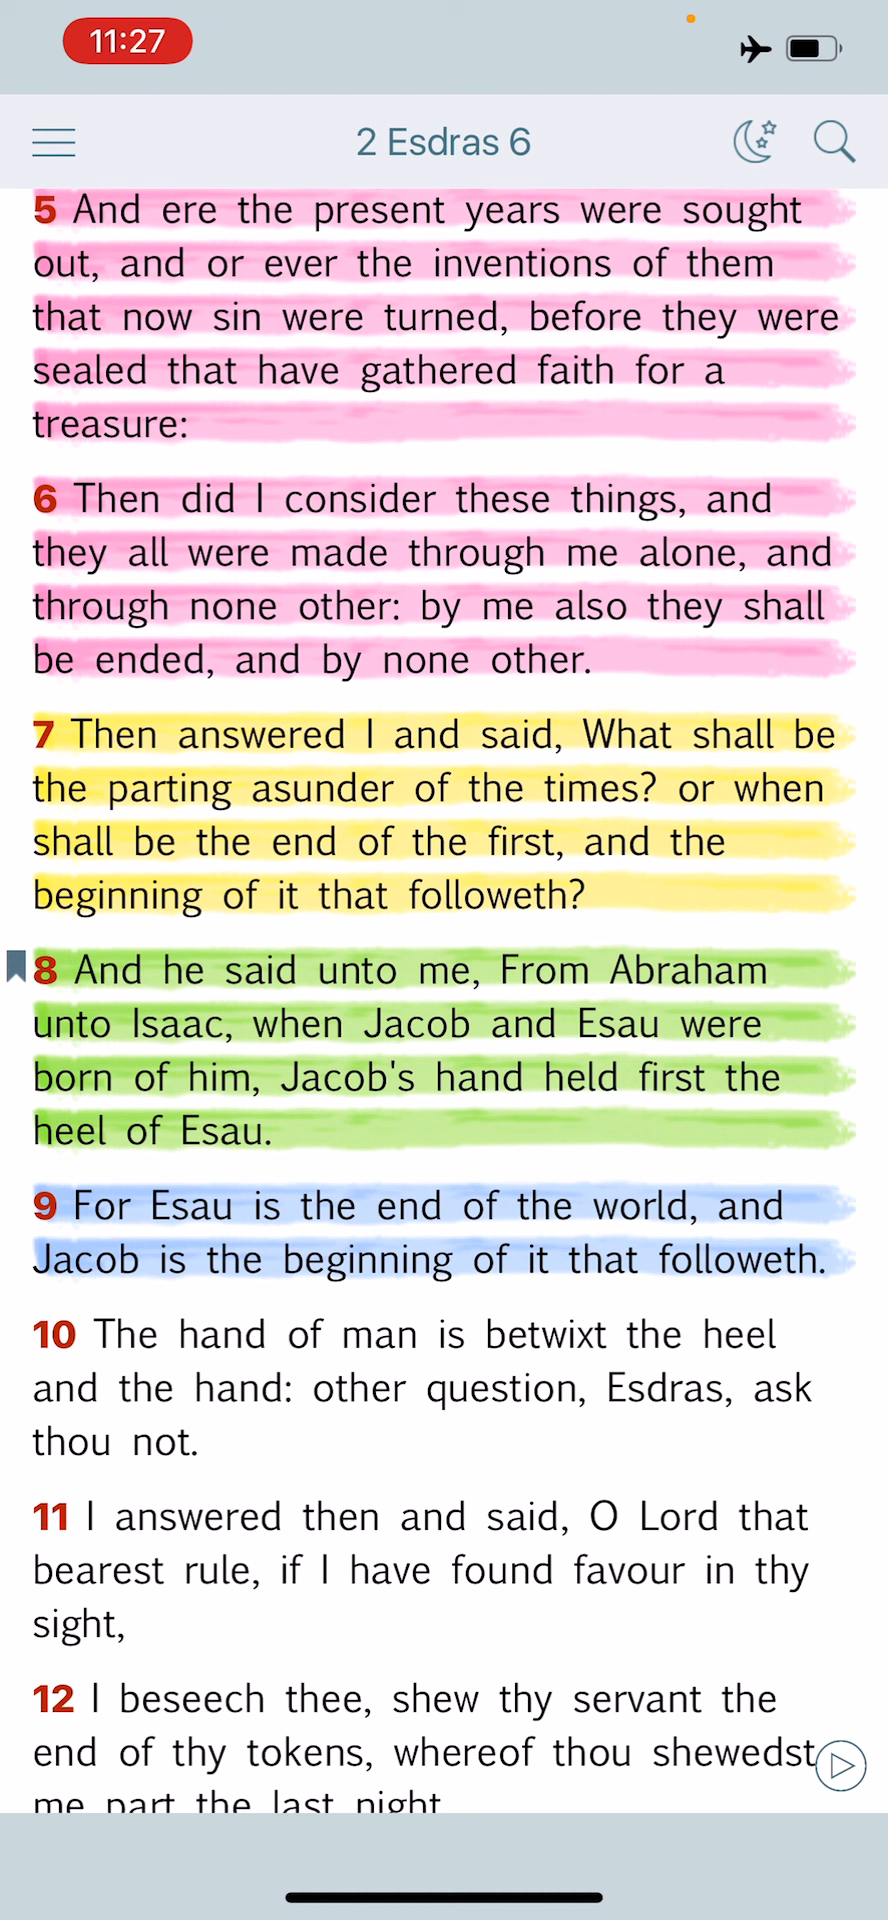 11:27
2 Esdras 6
5 And ere the present years were sought
out, and or ever the inventions of them
that now sin were turned, before they were
sealed that have gathered faith for a
treasure:
6 Then did I consider these things, and
they all were made through me alone, and
through none other: by me also they shall
be ended, and by none other.
7 Then answered I and said, What shall be
the parting asunder of the times? or when
shall be the end of the first, and the
beginning of it that followeth?
8 And he said unto me, From Abraham
unto Isaac, when Jacob and Esau were
born of him, Jacob's hand held first the
heel of Esau.
9 For Esau is the end of the world, and
Jacob is the beginning of it that followeth.
10 The hand of man is betwixt the heel
and the hand: other question, Esdras, ask
thou not.
11 I answered then and said, O Lord that
bearest rule, if I have found favour in thy
sight,
12 I beseech thee, shew thy servant the
end of thy tokens, whereof thou shewedst
me part the last night